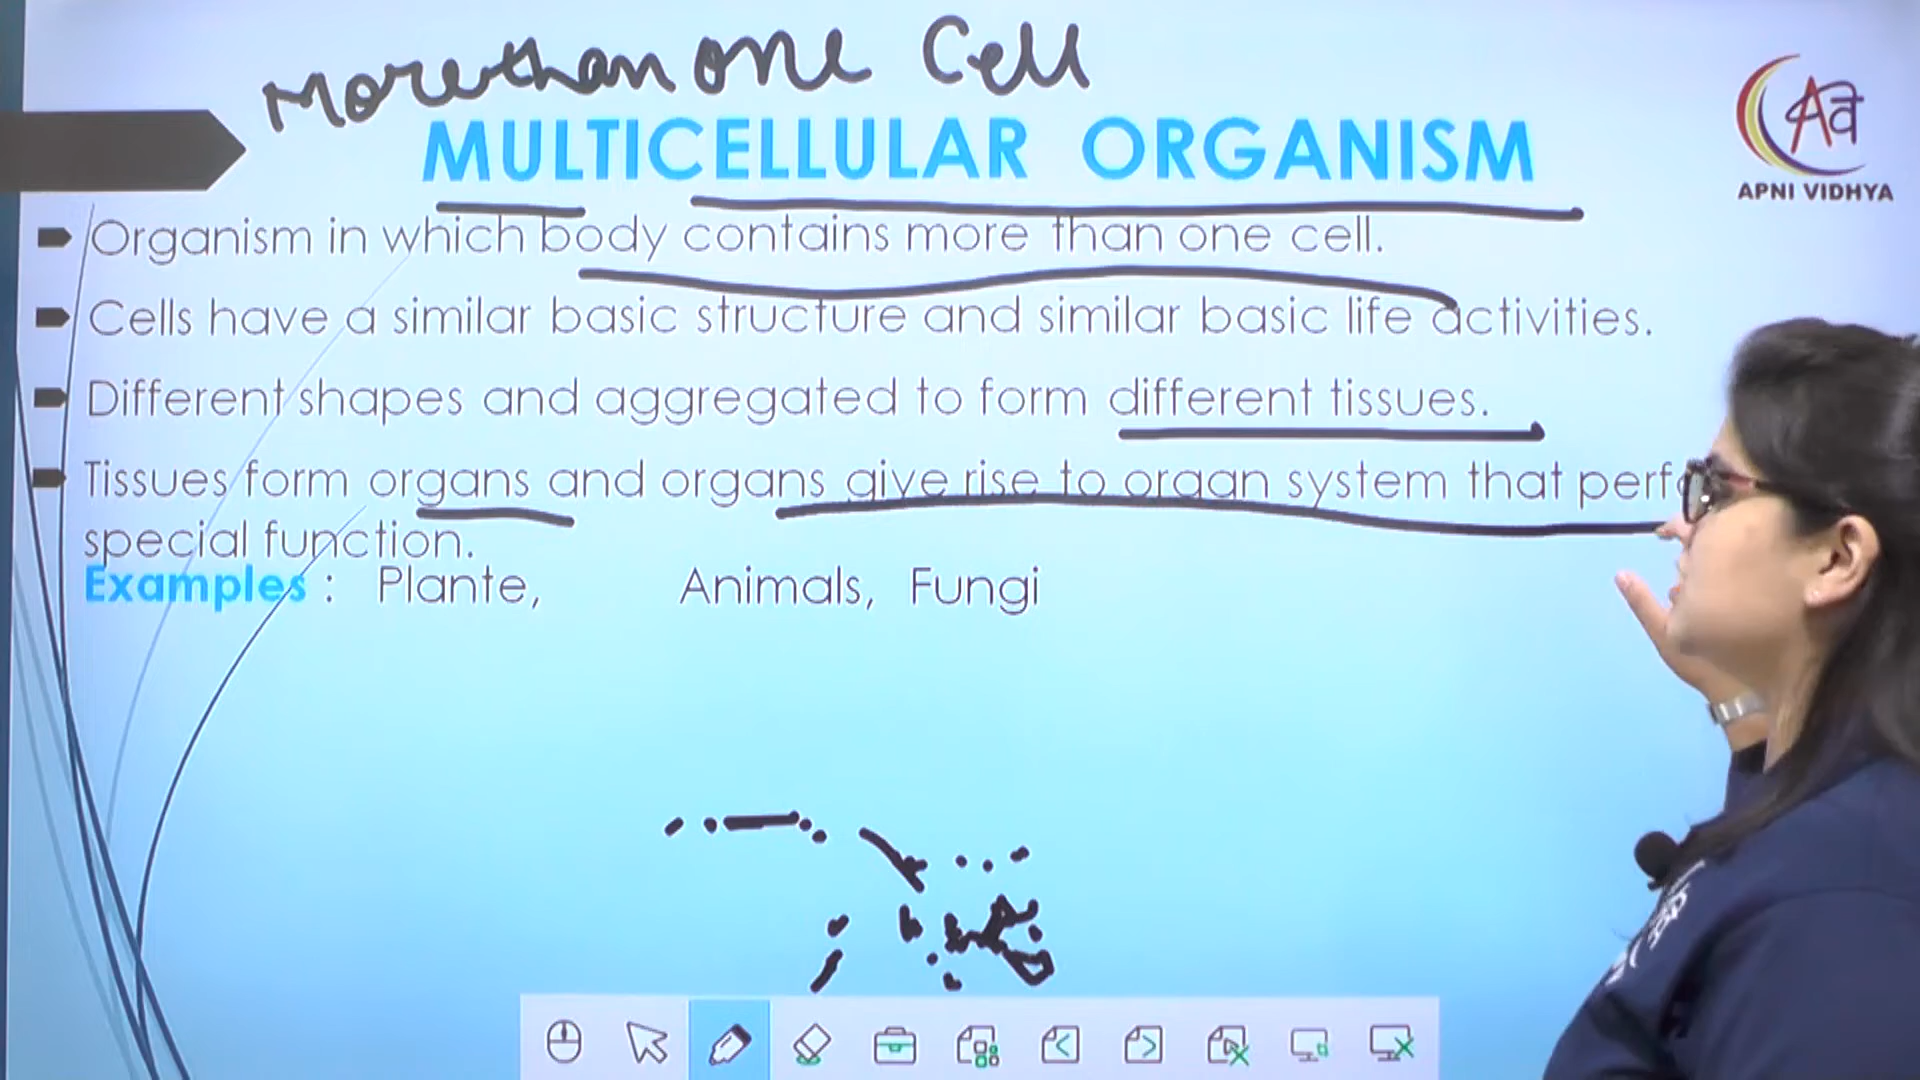 More than one Cell
MULTICELLULAR ORGANISM
Aवि
APNI VIDHYA
Organism in which body contains more than one cell.
Cells have a similar basic structure and similar basic life activities.
Different shapes and aggregated to form different tissues.
Tissues form organs and organs give rise to organ system that perfo
special function.
Examples : Plante, Animals, Fungi